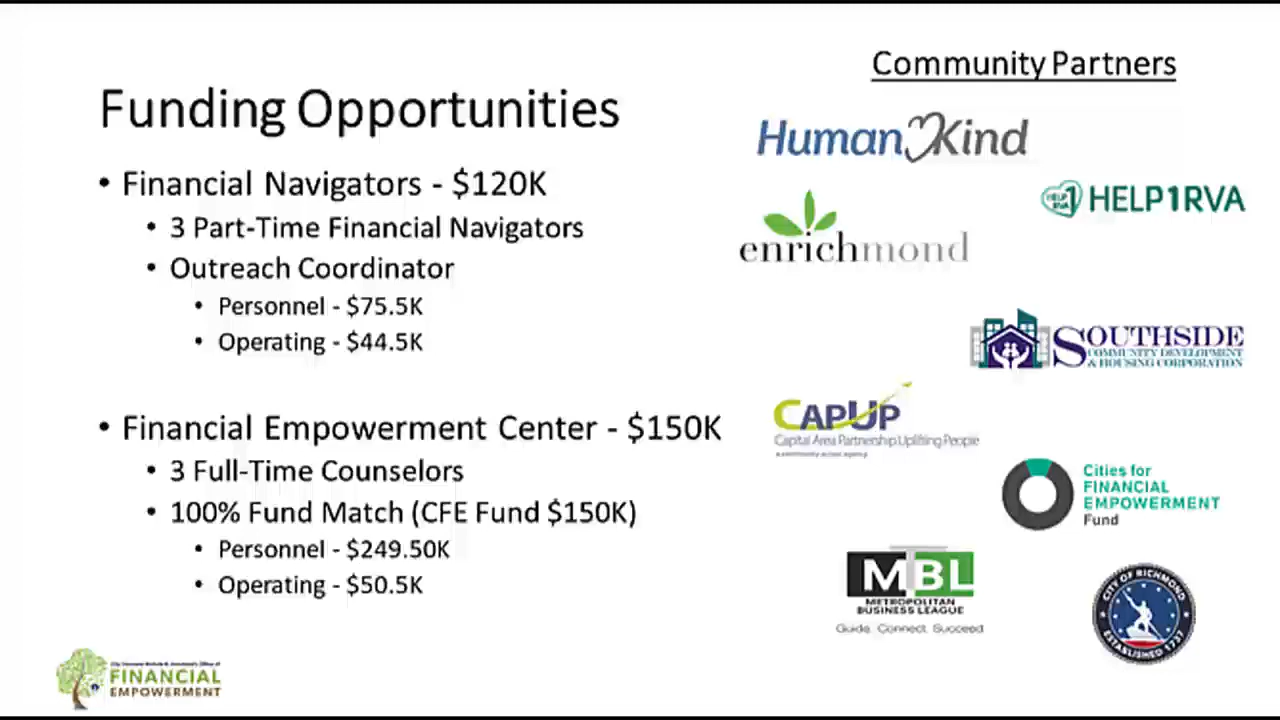 Funding Opportunities
• Financial Navigators - $120K
• 3 Part-Time Financial Navigators
• Outreach Coordinator
• Personnel - $75.5K
• Operating - $44.5K
• Financial Empowerment Center - $150K
• 3 Full-Time Counselors
• 100% Fund Match (CFE Fund $150K)
• Personnel - $249.50K
• Operating - $50.5K
FINANCIAL
EMPOWERMENT
Community Partners
HumanKind
HELP1RVA
enrichmond
SOUTHSIDE
COMMUNITY DEVELOPMENT
& HOUSING CORPORATION
CAPUP
Capital Area Partnership Uplifting People
a community action agency
Cities for
FINANCIAL
EMPOWERMENT
Fund
MBL
METROPOLITAN
BUSINESS LEAGUE
Guide. Connect. Succeed
CITY OF RICHMOND
ESTABLISHED 1737